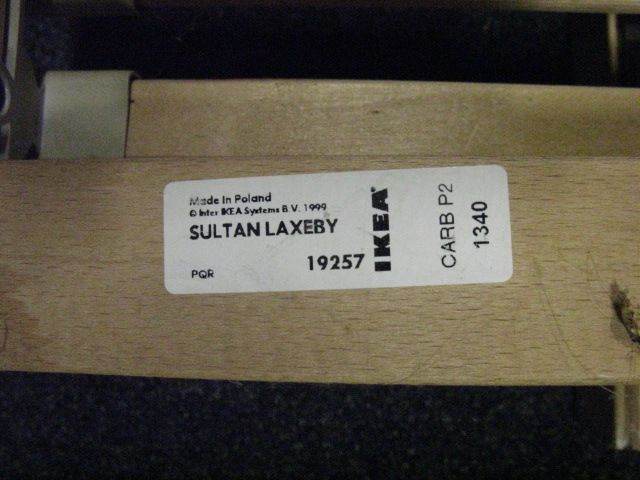 Made in Poland
© Inter IKEA Systems B.V. 1999
SULTAN LAXEBY
19257
PQR
IKEA®
CARB P2
1340